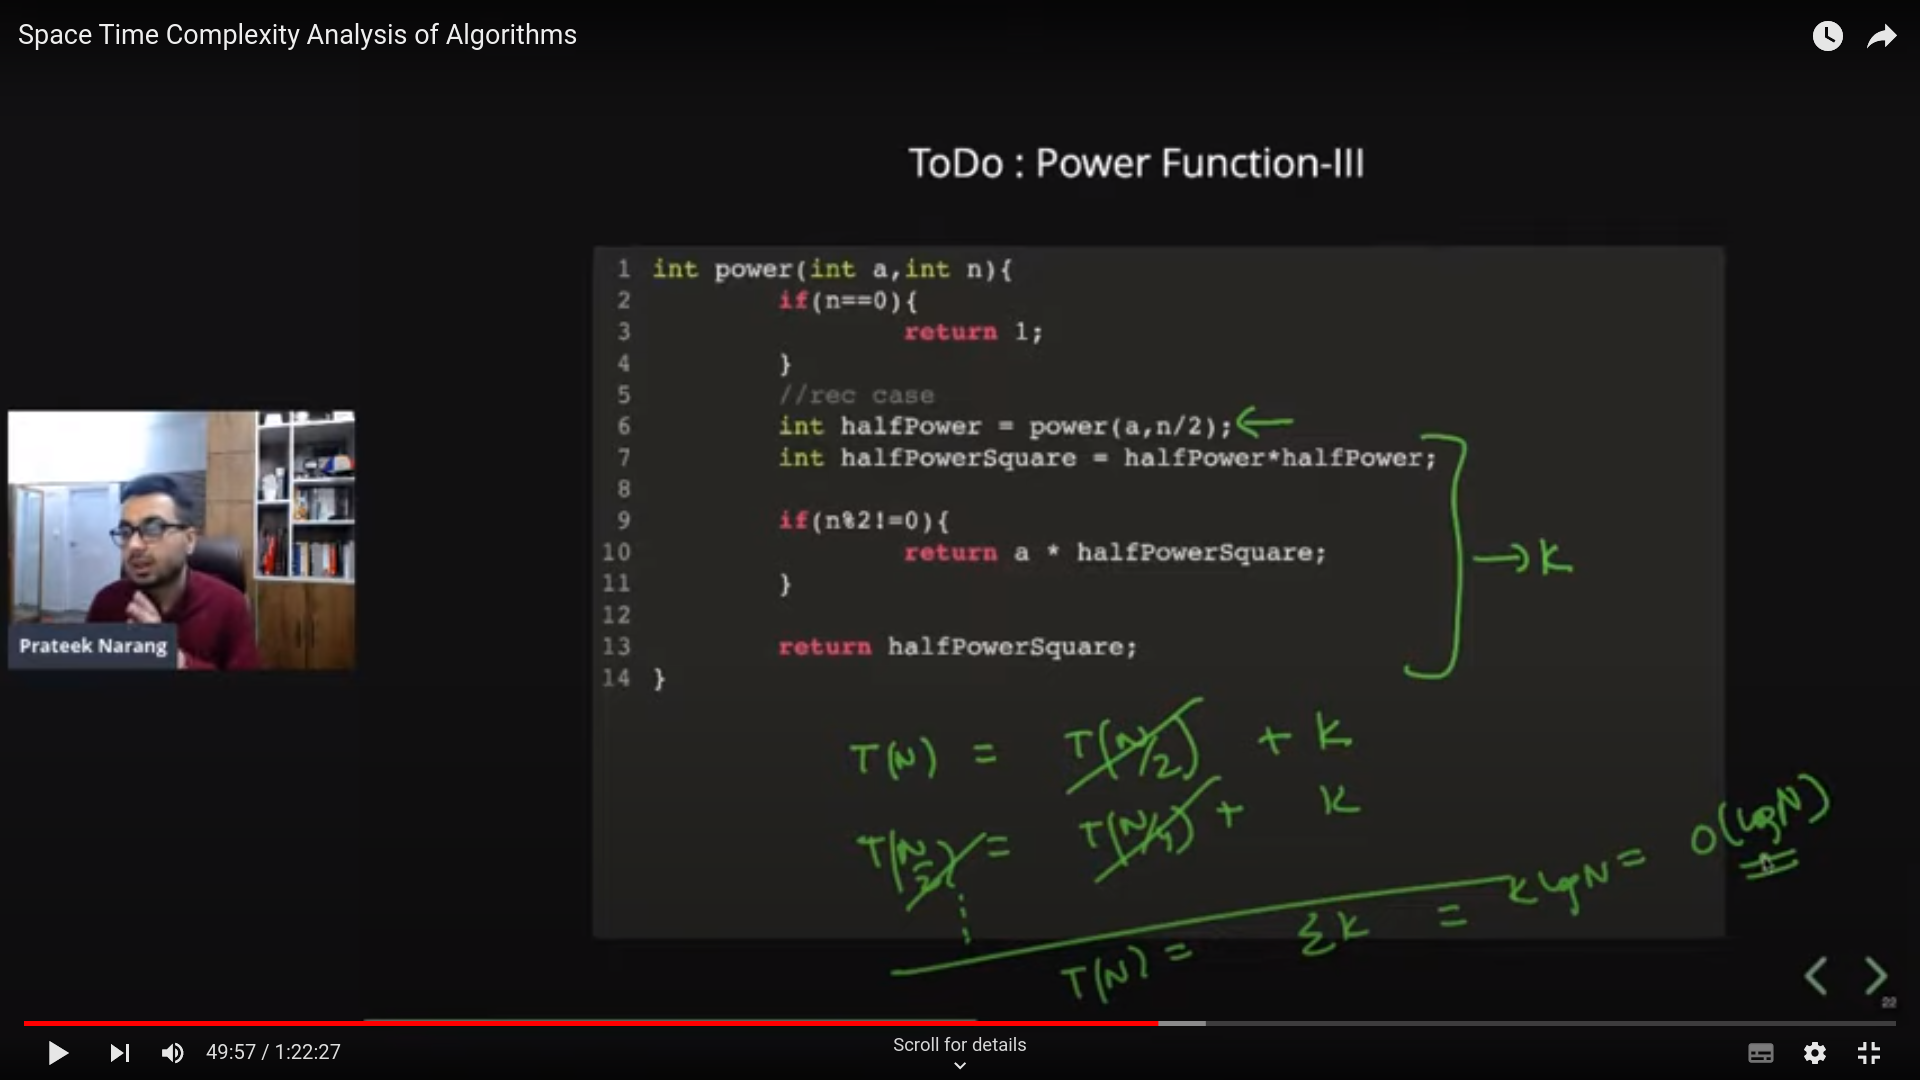 Space Time Complexity Analysis of Algorithms
ToDo : Power Function-III
1 int power(int a,int n){
2 if(n==0){
3 return 1;
4 }
5 //rec case
6 int halfPower = power(a,n/2); ←
7 int halfPowerSquare = halfPower*halfPower;
8
9 if(n%2!=0){
10 return a * halfPowerSquare;
11 }
12
13 return halfPowerSquare;
14 }
→ K
Prateek Narang
T(N) = T(N/2) + K
T(N/2) = T(N/4) + K
T(N) = ΣK = K log N = O(log N)
22
49:57 / 1:22:27
Scroll for details